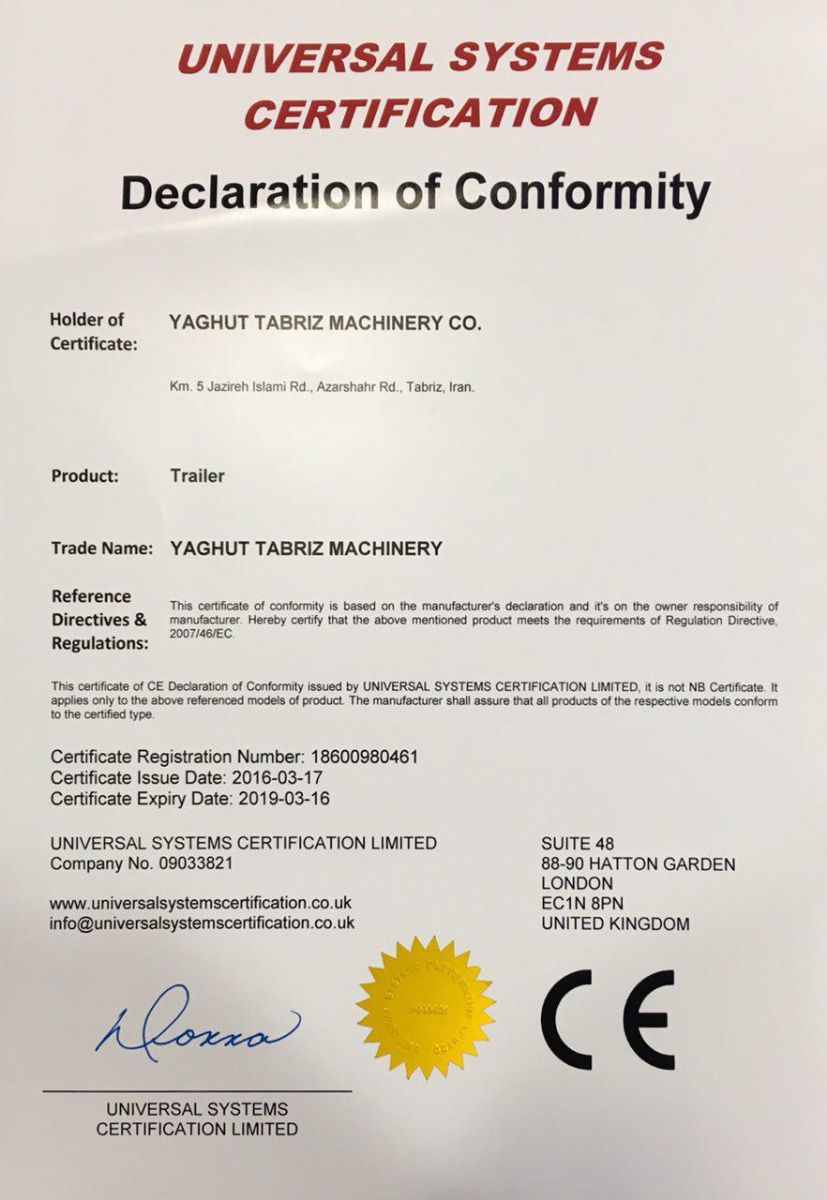 UNIVERSAL SYSTEMS
CERTIFICATION
Declaration of Conformity
Holder of
Certificate:
YAGHUT TABRIZ MACHINERY CO.
Km. 5 Jazireh Islami Rd., Azarshahr Rd., Tabriz, Iran.
Product: Trailer
Trade Name: YAGHUT TABRIZ MACHINERY
Reference
Directives &
Regulations:
This certificate of conformity is based on the manufacturer's declaration and it's on the owner responsibility of
manufacturer. Hereby certify that the above mentioned product meets the requirements of Regulation Directive,
2007/46/EC.
This certificate of CE Declaration of Conformity issued by UNIVERSAL SYSTEMS CERTIFICATION LIMITED, it is not NB Certificate. It
applies only to the above referenced models of product. The manufacturer shall assure that all products of the respective models conform
to the certified type.
Certificate Registration Number: 18600980461
Certificate Issue Date: 2016-03-17
Certificate Expiry Date: 2019-03-16
UNIVERSAL SYSTEMS CERTIFICATION LIMITED
Company No. 09033821
www.universalsystemscertification.co.uk
info@universalsystemscertification.co.uk
SUITE 48
88-90 HATTON GARDEN
LONDON
EC1N 8PN
UNITED KINGDOM
CE
UNIVERSAL SYSTEMS
CERTIFICATION LIMITED